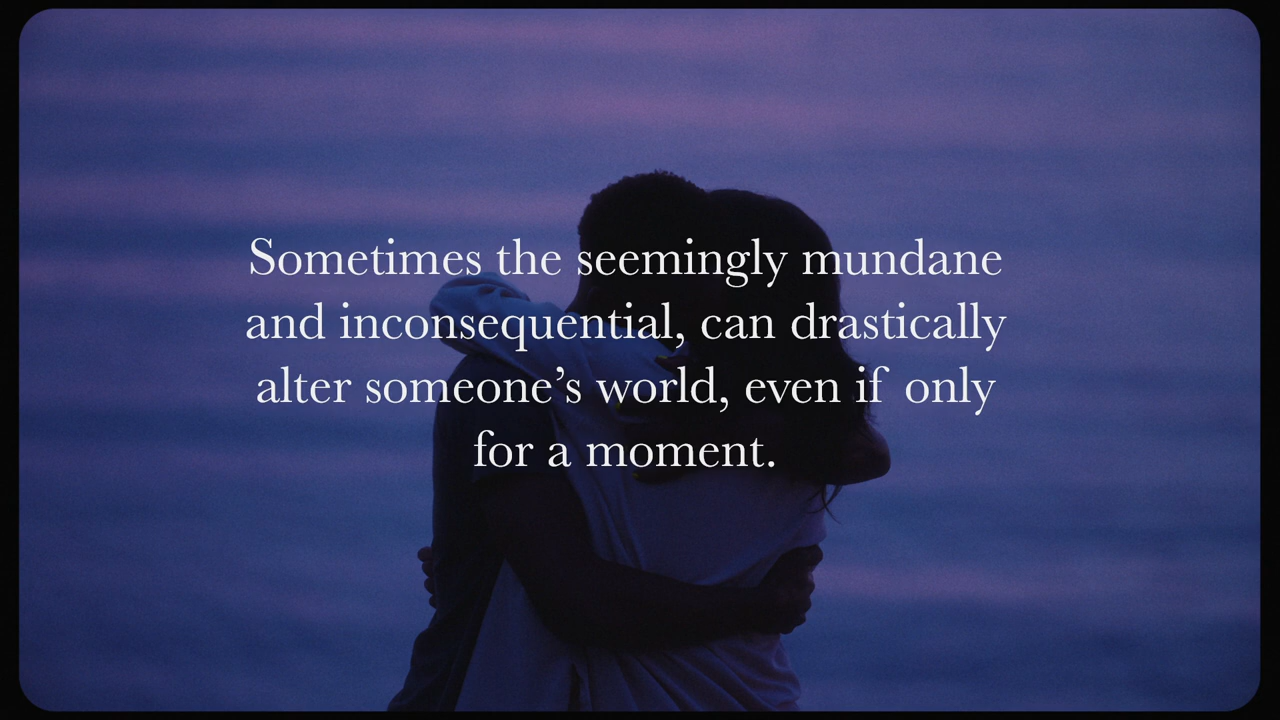 Sometimes the seemingly mundane
and inconsequential, can drastically
alter someone’s world, even if only
for a moment.